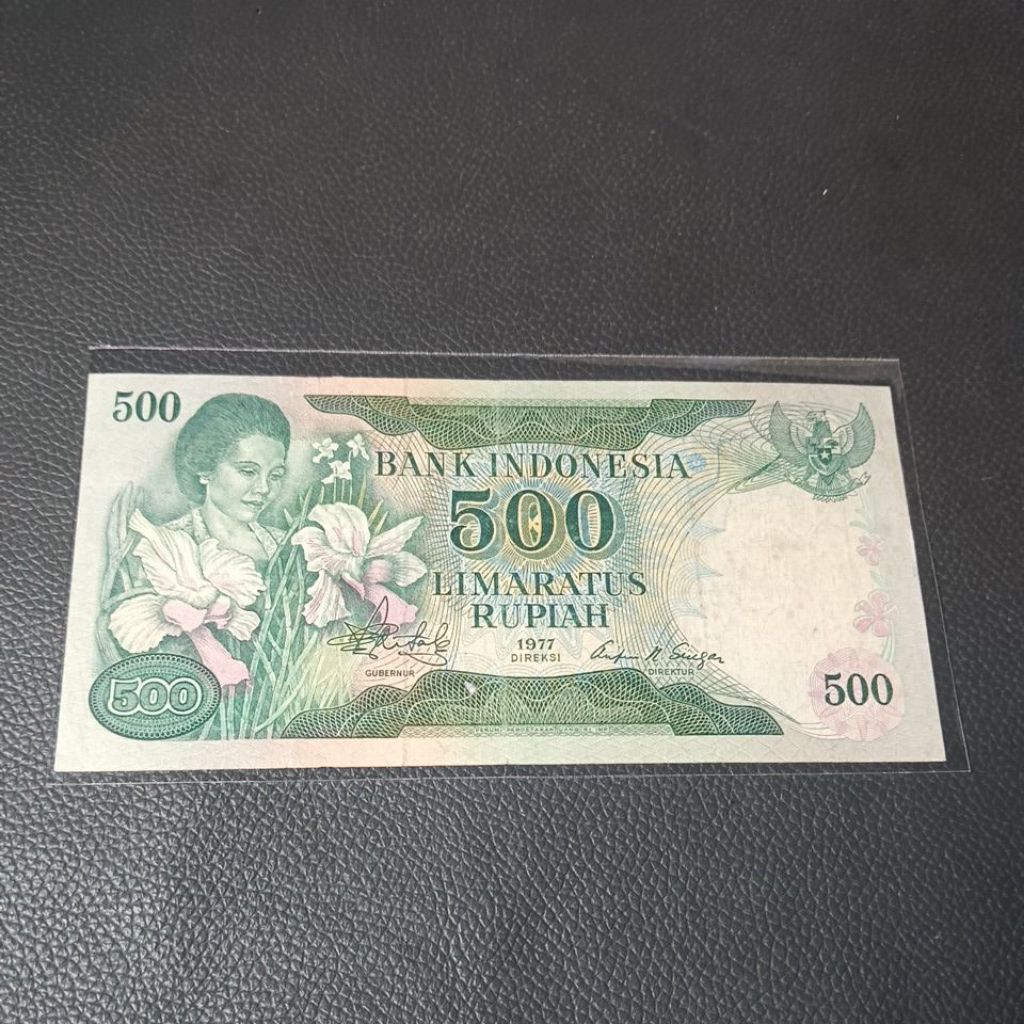 500
BANK INDONESIA
500
LIMARATUS
RUPIAH
1977
DIREKSI
GUBERNUR
DIREKTUR
500
500